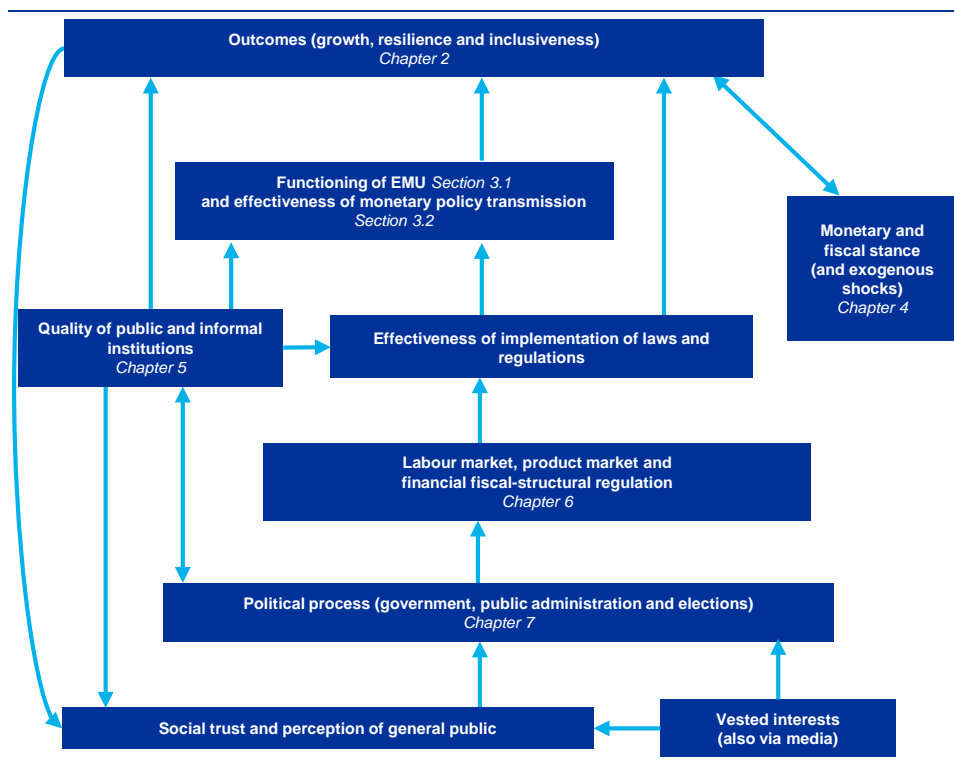 Outcomes (growth, resilience and inclusiveness)
Chapter 2
Functioning of EMU Section 3.1
and effectiveness of monetary policy transmission
Section 3.2
Monetary and
fiscal stance
(and exogenous
shocks)
Chapter 4
Quality of public and informal
institutions
Chapter 5
Effectiveness of implementation of laws and
regulations
Labour market, product market and
financial fiscal-structural regulation
Chapter 6
Political process (government, public administration and elections)
Chapter 7
Social trust and perception of general public
Vested interests
(also via media)